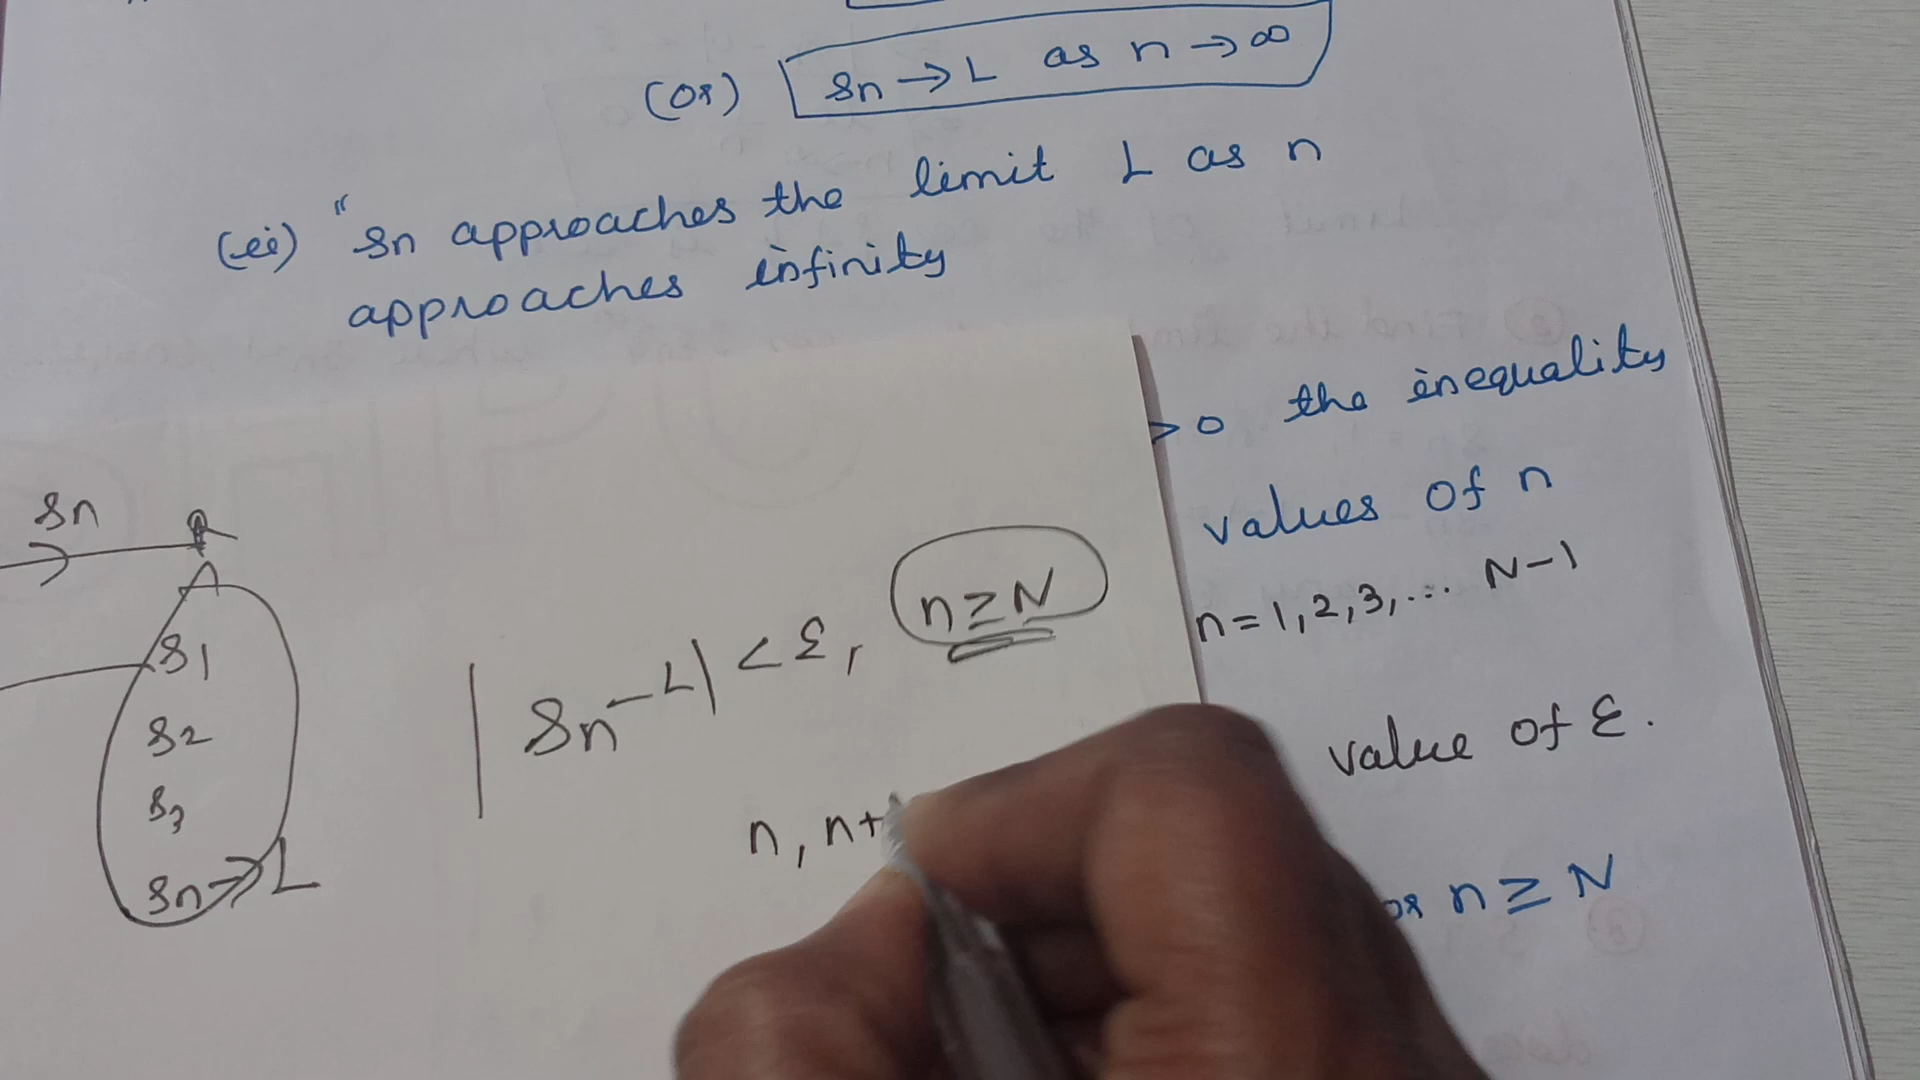 (or) Sn → L as n → ∞
(ii) "Sn approaches the limit L as n
approaches infinity
> 0 the inequality
values of n
n = 1, 2, 3, ... N-1
value of ε.
or n ≥ N
Sn
A
S1
S2
S3
Sn → L
|Sn - L| < ε, n ≥ N
n, n+